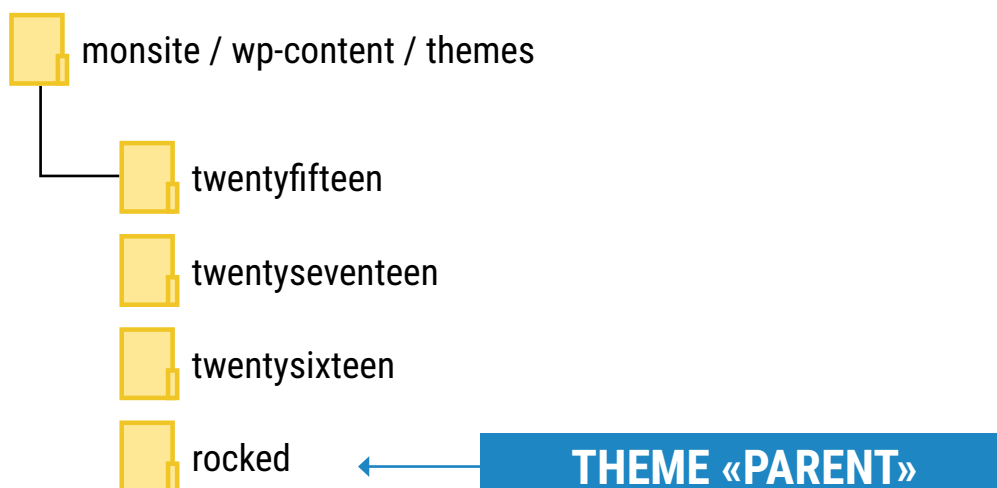 monsite / wp-content / themes
twentyfifteen
twentyseventeen
twentysixteen
rocked
THEME «PARENT»